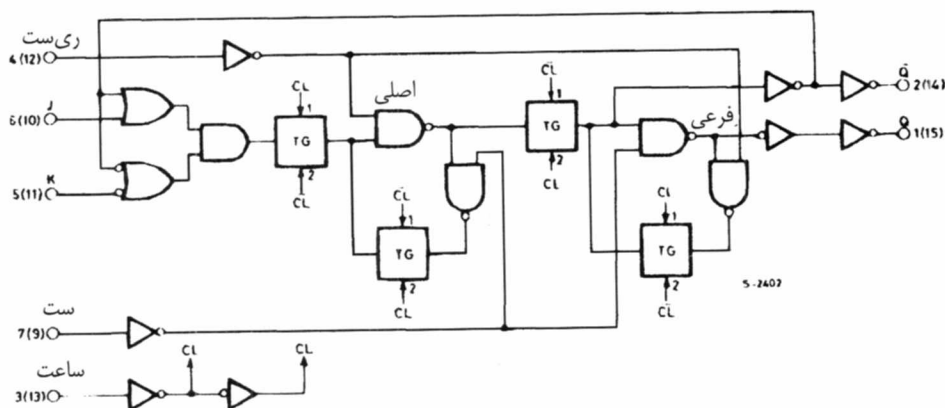 ری‌ست
4(12)
J
6(10)
K
5(11)
CL
1
TG
2
CL
اصلی
CL
1
TG
2
CL
CL
1
TG
2
CL
فرعی
CL
1
TG
2
CL
Q
2(14)
Q
1(15)
S-2402
ست
7(9)
ساعت
3(13)
CL
CL